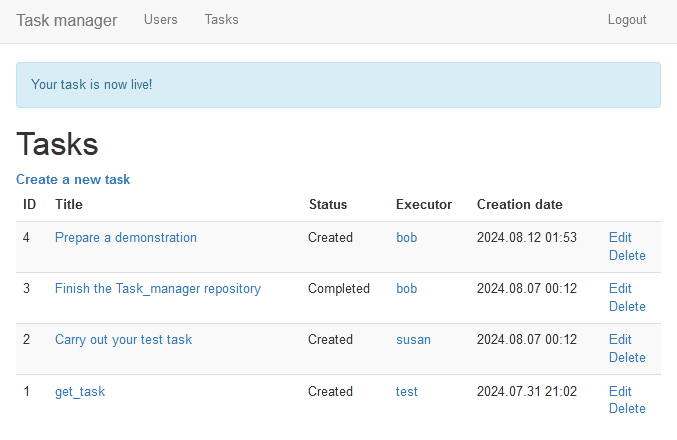 Task manager Users Tasks Logout
Your task is now live!
Tasks
Create a new task
ID Title Status Executor Creation date
4 Prepare a demonstration Created bob 2024.08.12 01:53 Edit
Delete
3 Finish the Task_manager repository Completed bob 2024.08.07 00:12 Edit
Delete
2 Carry out your test task Created susan 2024.08.07 00:12 Edit
Delete
1 get_task Created test 2024.07.31 21:02 Edit
Delete